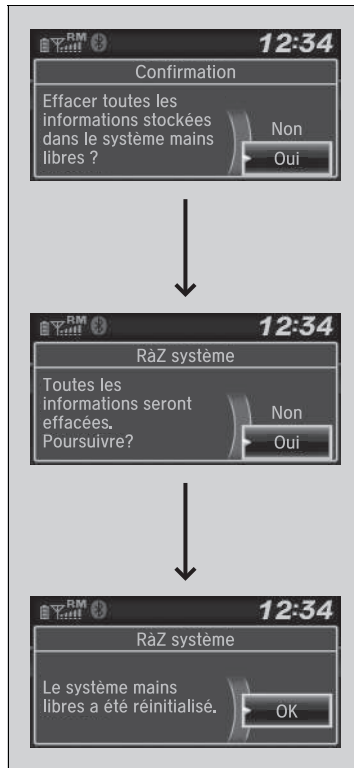 RM
12:34
Confirmation
Effacer toutes les
informations stockées
dans le système mains
libres ?
Non
Oui
RM
12:34
RàZ système
Toutes les
informations seront
effacées.
Poursuivre?
Non
Oui
RM
12:34
RàZ système
Le système mains
libres a été réinitialisé.
OK